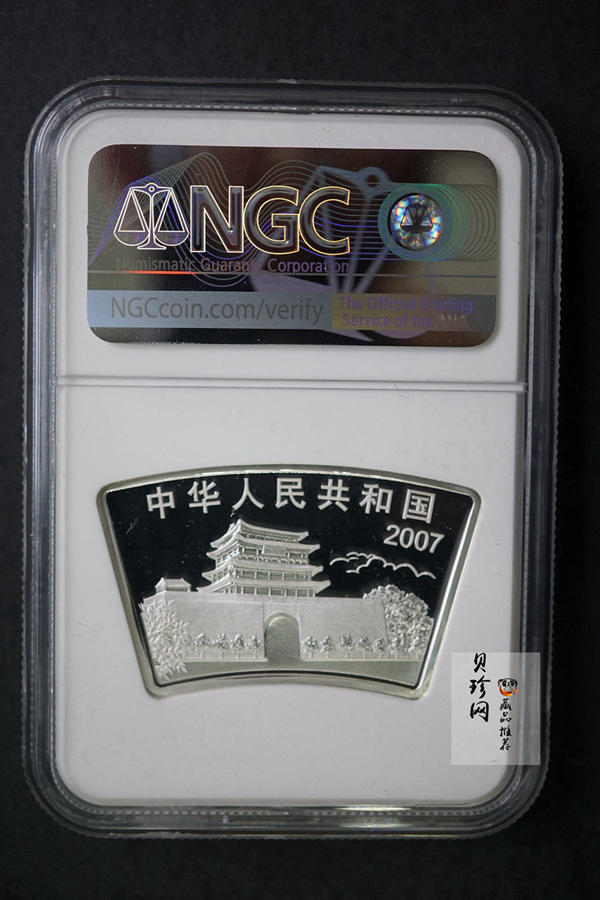 NGC
Numismatic Guaranty Corporation
NGCcoin.com/verify
The Official Grading
Service of the ANA
中华人民共和国
2007
贝珍网
藏品推荐